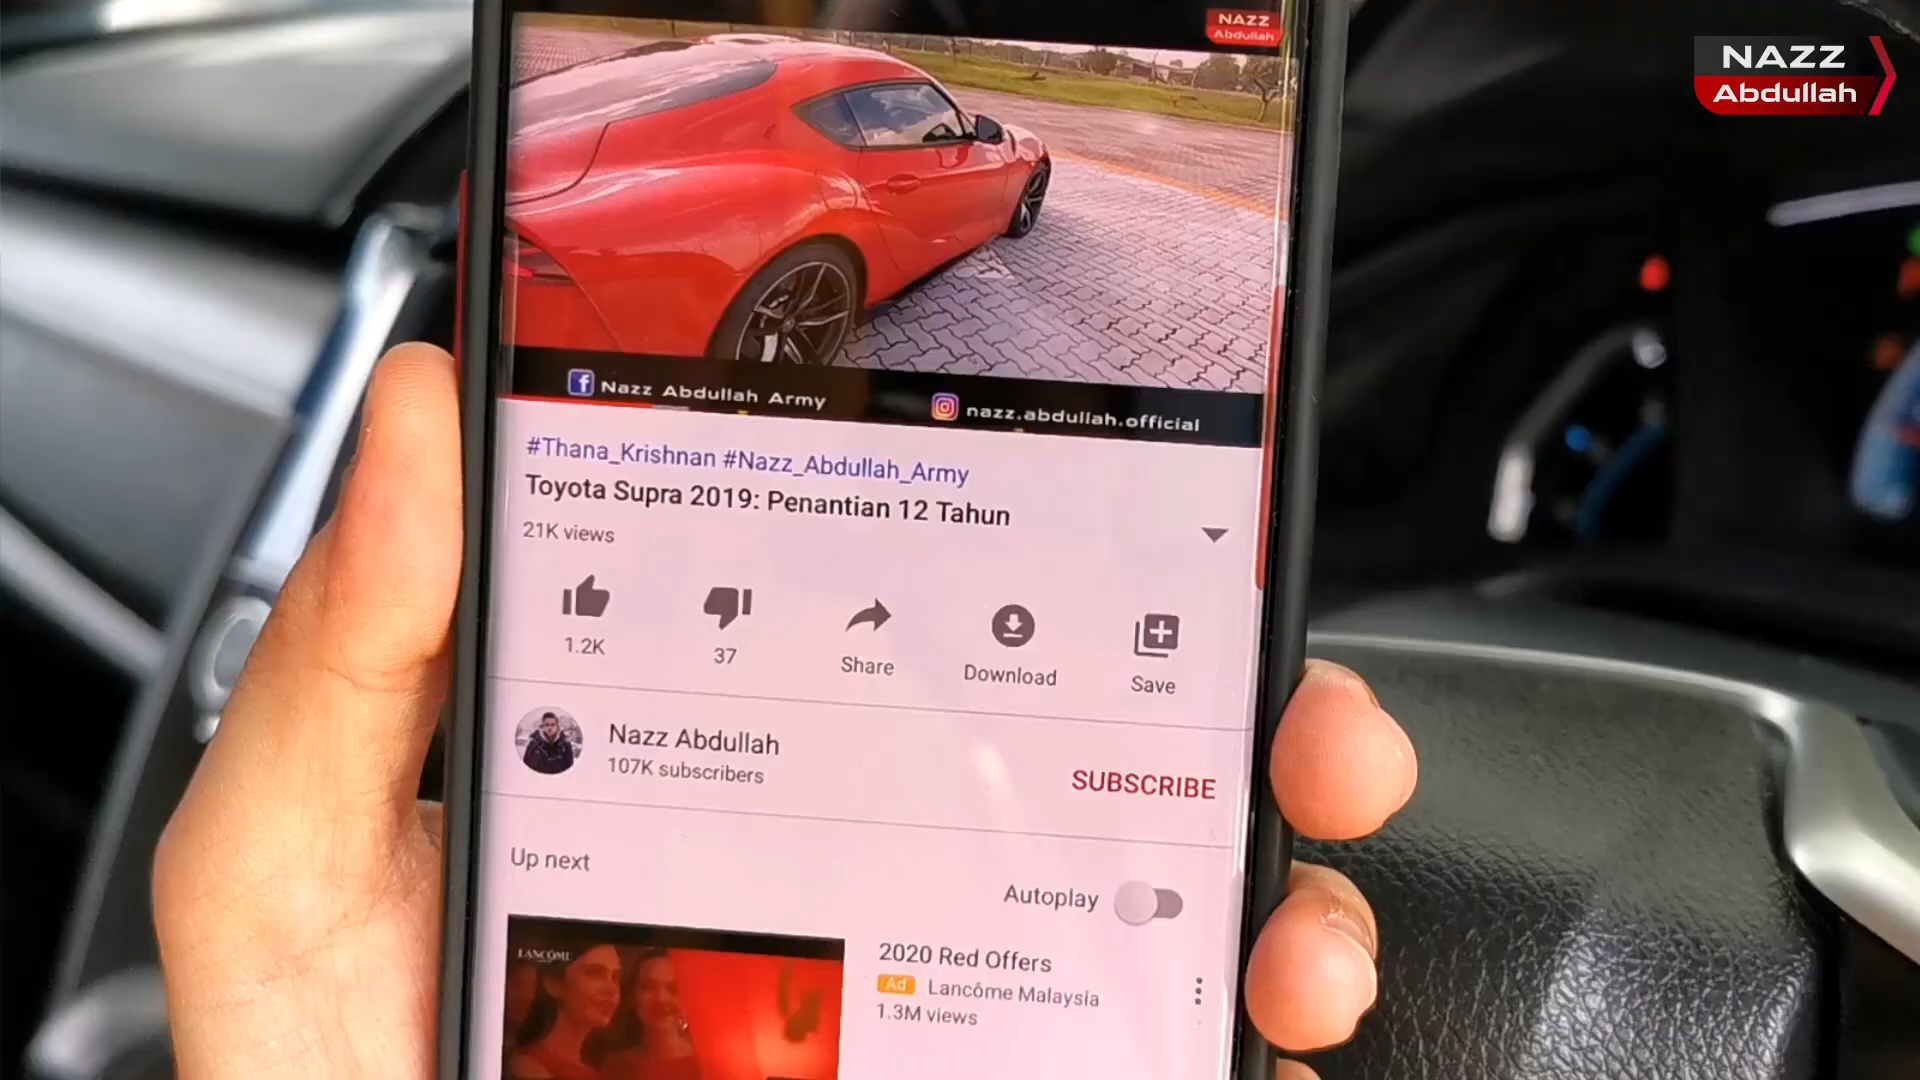 NAZZ
Abdullah
NAZZ
Abdullah
Nazz Abdullah Army
nazz.abdullah.official
#Thana_Krishnan #Nazz_Abdullah_Army
Toyota Supra 2019: Penantian 12 Tahun
21K views
1.2K
37
Share
Download
Save
Nazz Abdullah
107K subscribers
SUBSCRIBE
Up next
Autoplay
LANCÔME
2020 Red Offers
Ad Lancôme Malaysia
1.3M views